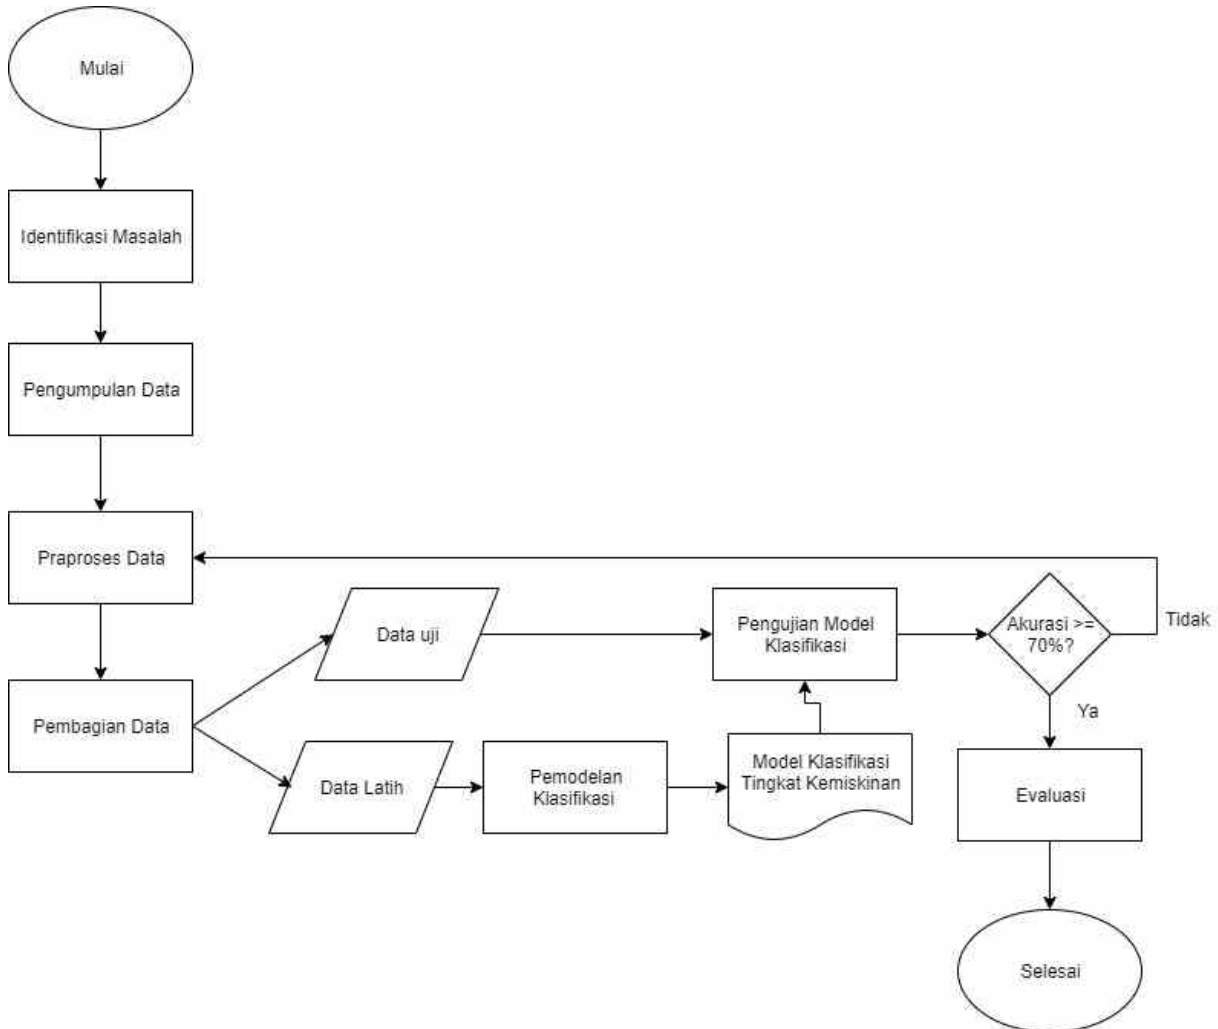 Mulai
Identifikasi Masalah
Pengumpulan Data
Praproses Data
Pembagian Data
Data uji
Data Latih
Pemodelan
Klasifikasi
Model Klasifikasi
Tingkat Kemiskinan
Pengujian Model
Klasifikasi
Akurasi >=
70%?
Tidak
Ya
Evaluasi
Selesai